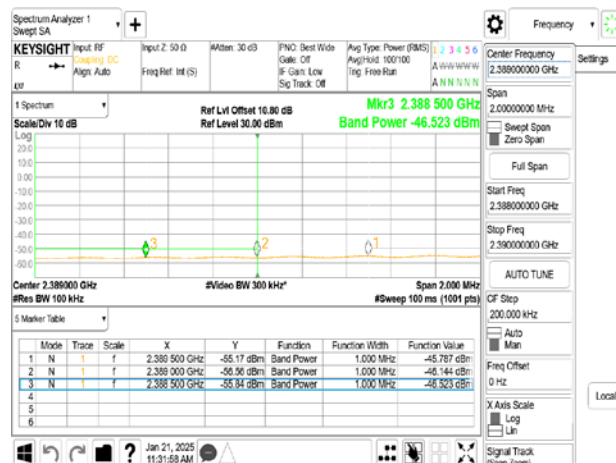 Spectrum Analyzer 1
Swept SA
+
Frequency
Settings
KEYSIGHT
R
Input: RF
Coupling: DC
Align: Auto
Input Z: 50 Ω
Freq Ref: Int (S)
#Atten: 30 dB
PNO: Best Wide
Gate: Off
IF Gain: Low
Sig Track: Off
Avg Type: Power (RMS)
Avg|Hold: 100/100
Trig: Free Run
1 2 3 4 5 6
A W W W W W
A N N N N N
1 Spectrum
Scale/Div 10 dB
Ref Lvl Offset 10.80 dB
Ref Level 30.00 dBm
Mkr3 2.388 500 GHz
Band Power -46.523 dBm
Log
20.0
10.0
0.00
-10.0
-20.0
-30.0
-40.0
-50.0
-60.0
3
2
1
Center 2.389000 GHz
#Res BW 100 kHz
#Video BW 300 kHz*
Span 2.000 MHz
#Sweep 100 ms (1001 pts)
5 Marker Table
Mode Trace Scale X Y Function Function Width Function Value
1 N 1 f 2.389 500 GHz -55.17 dBm Band Power 1.000 MHz -45.787 dBm
2 N 1 f 2.389 000 GHz -56.56 dBm Band Power 1.000 MHz -46.144 dBm
3 N 1 f 2.388 500 GHz -55.84 dBm Band Power 1.000 MHz -46.523 dBm
4
5
6
Jan 21, 2025
11:31:58 AM
?
Center Frequency
2.389000000 GHz
Span
2.00000000 MHz
Swept Span
Zero Span
Full Span
Start Freq
2.388000000 GHz
Stop Freq
2.390000000 GHz
AUTO TUNE
CF Step
200.000 kHz
Auto
Man
Freq Offset
0 Hz
X Axis Scale
Log
Lin
Signal Track
(Span Zoom)
Local